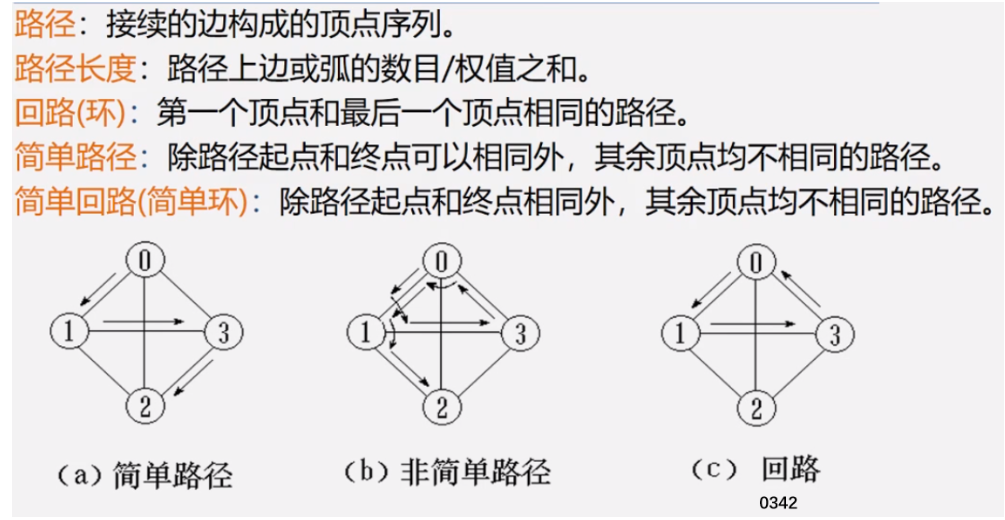 路径：接续的边构成的顶点序列。
路径长度：路径上边或弧的数目/权值之和。
回路(环)：第一个顶点和最后一个顶点相同的路径。
简单路径：除路径起点和终点可以相同外，其余顶点均不相同的路径。
简单回路(简单环)：除路径起点和终点相同外，其余顶点均不相同的路径。
0 0 0
1 3 1 3 1 3
2 2 2
(a) 简单路径 (b) 非简单路径 (c) 回路
0342